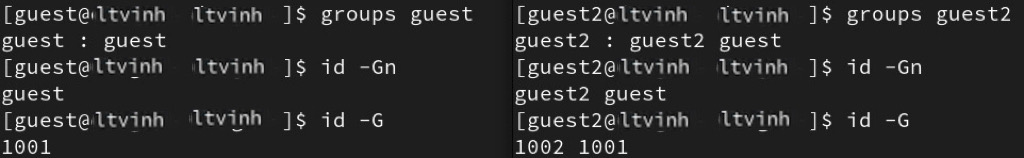 [guest@ltvinh ltvinh ]$ groups guest
guest : guest
[guest@ltvinh ltvinh ]$ id -Gn
guest
[guest@ltvinh ltvinh ]$ id -G
1001
[guest2@ltvinh ltvinh ]$ groups guest2
guest2 : guest2 guest
[guest2@ltvinh ltvinh ]$ id -Gn
guest2 guest
[guest2@ltvinh ltvinh ]$ id -G
1002 1001